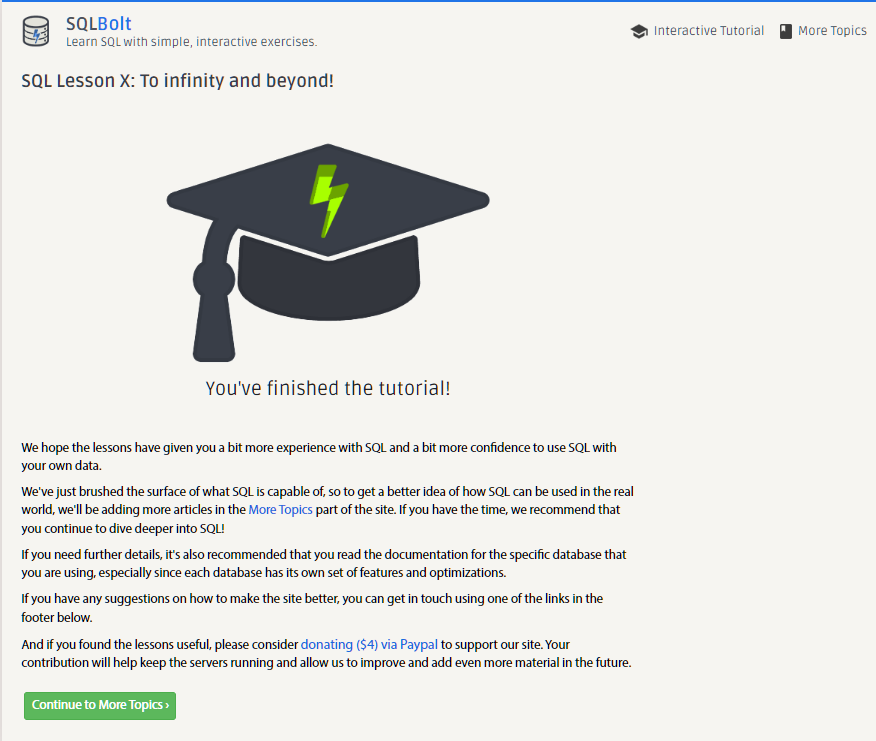 SQLBolt
Learn SQL with simple, interactive exercises.
Interactive Tutorial
More Topics
SQL Lesson X: To infinity and beyond!
You've finished the tutorial!
We hope the lessons have given you a bit more experience with SQL and a bit more confidence to use SQL with
your own data.
We've just brushed the surface of what SQL is capable of, so to get a better idea of how SQL can be used in the real
world, we'll be adding more articles in the More Topics part of the site. If you have the time, we recommend that
you continue to dive deeper into SQL!
If you need further details, it's also recommended that you read the documentation for the specific database that
you are using, especially since each database has its own set of features and optimizations.
If you have any suggestions on how to make the site better, you can get in touch using one of the links in the
footer below.
And if you found the lessons useful, please consider donating ($4) via Paypal to support our site. Your
contribution will help keep the servers running and allow us to improve and add even more material in the future.
Continue to More Topics ›